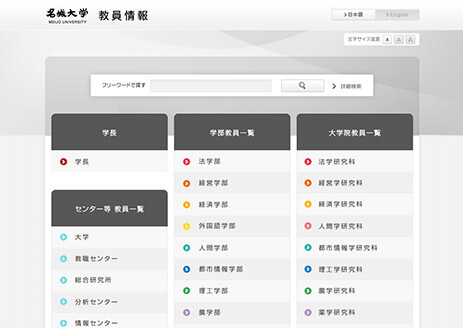 名城大学
MEIJO UNIVERSITY
教員情報
日本語
English
文字サイズ変更
A A A
フリーワードで探す
詳細検索
学長
学長
センター等 教員一覧
大学
教職センター
総合研究所
分析センター
情報センター
学部教員一覧
法学部
経営学部
経済学部
外国語学部
人間学部
都市情報学部
理工学部
農学部
大学院教員一覧
法学研究科
経営学研究科
経済学研究科
人間学研究科
都市情報学研究科
理工学研究科
農学研究科
薬学研究科